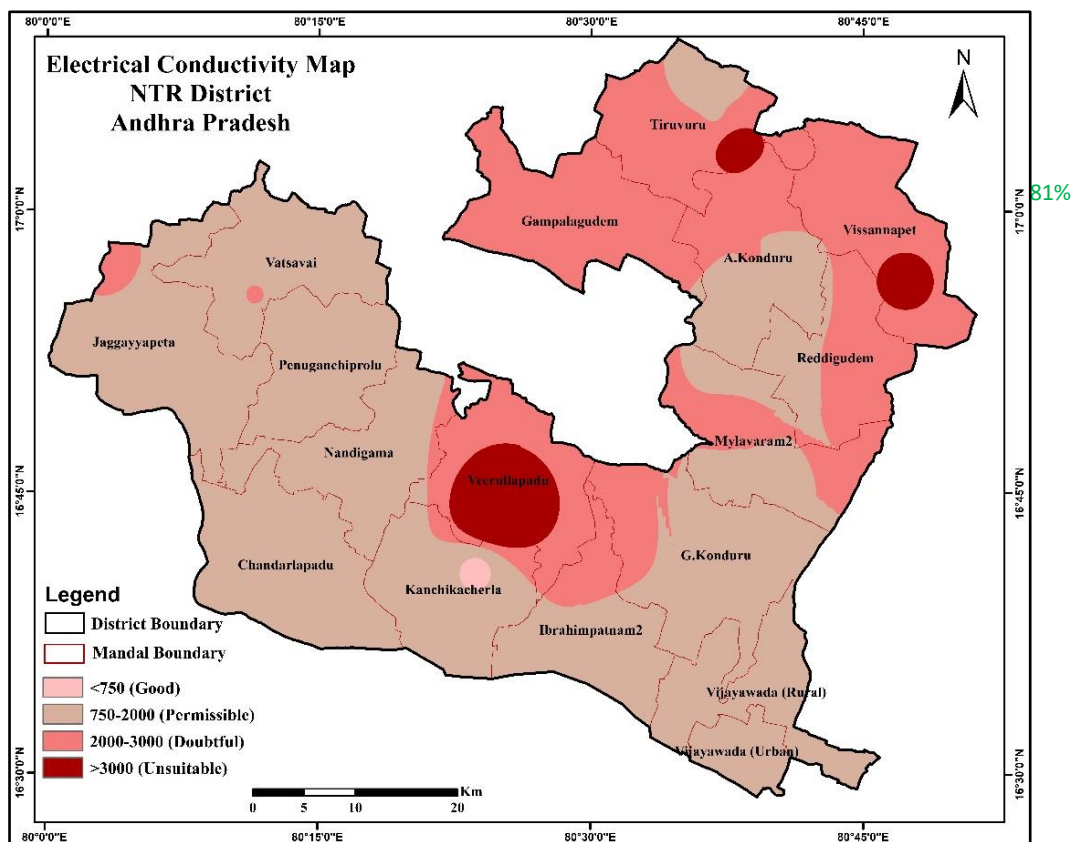 80°0'0"E
80°15'0"E
80°30'0"E
80°45'0"E
Electrical Conductivity Map
NTR District
Andhra Pradesh
N
Tiruvuru
81%
17°0'0"N
17°0'0"N
Gampalagudem
Vissannapet
A.Konduru
Vatsavai
Jaggayyapeta
Reddigudem
Penuganchiprolu
Mylavaram2
Nandigama
Veerullapadu
16°45'0"N
16°45'0"N
G.Konduru
Chandarlapadu
Kanchikacherla
Legend
District Boundary
Ibrahimpatnam2
Mandal Boundary
<750 (Good)
Vijayawada (Rural)
750-2000 (Permissible)
2000-3000 (Doubtful)
Vijayawada (Urban)
>3000 (Unsuitable)
16°30'0"N
16°30'0"N
Km
0 5 10 20
80°0'0"E
80°15'0"E
80°30'0"E
80°45'0"E